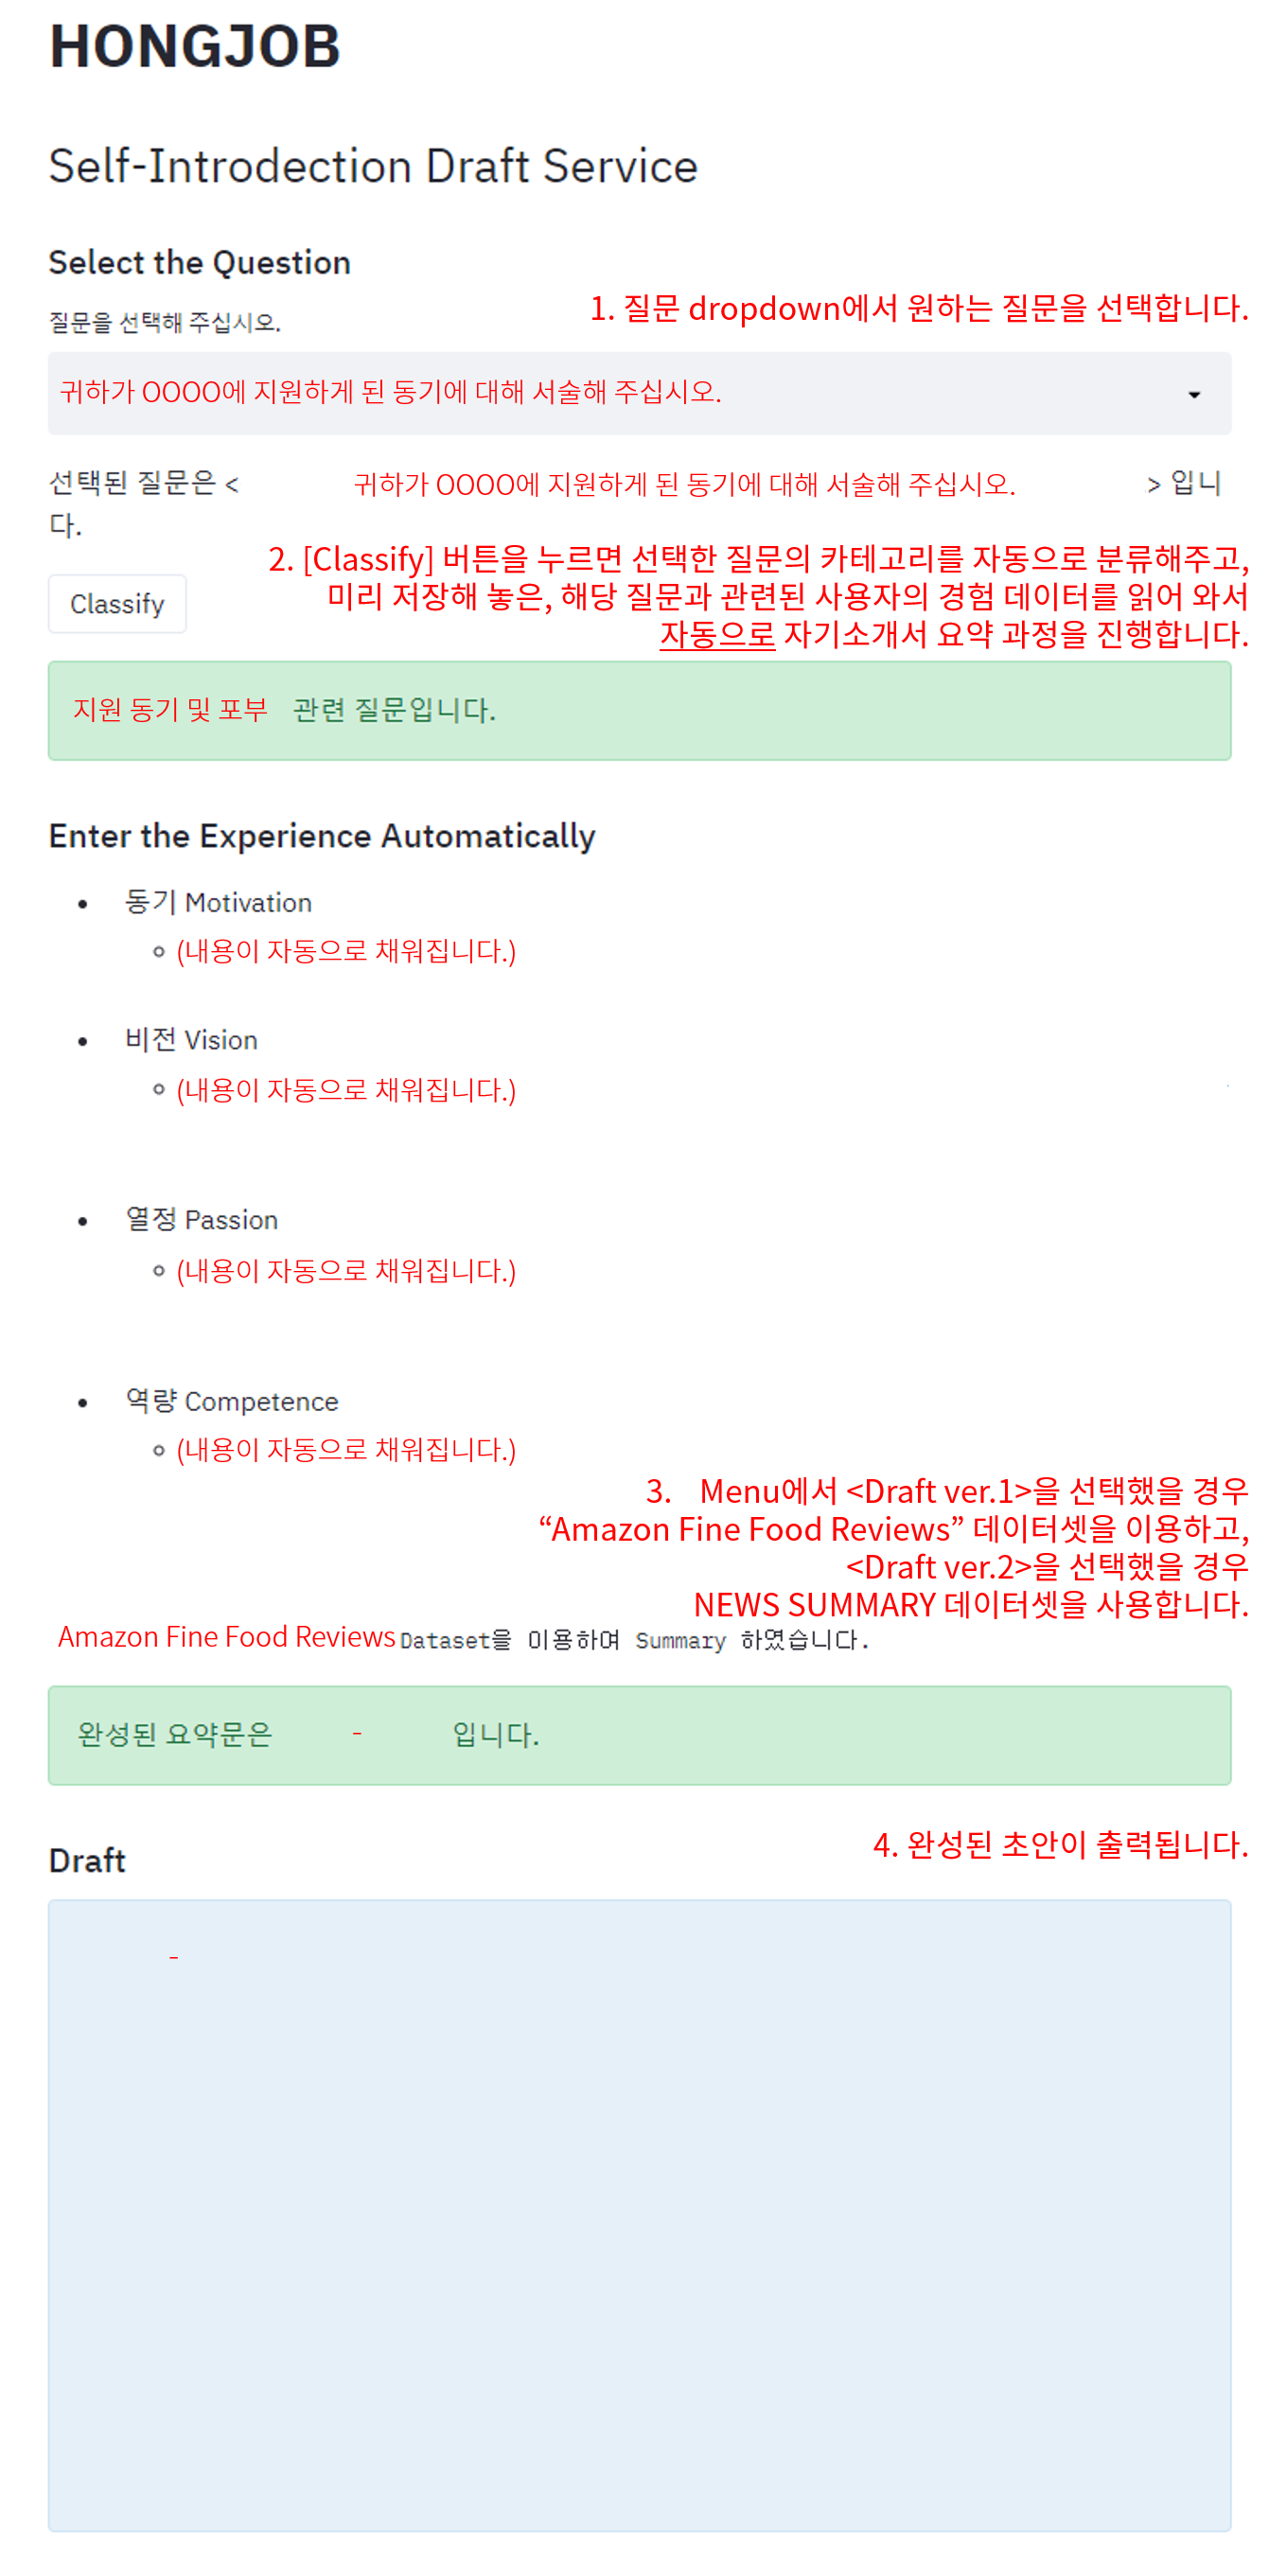 HONGJOB
Self-Introdection Draft Service
Select the Question
1. 질문 dropdown에서 원하는 질문을 선택합니다.
질문을 선택해 주십시오.
귀하가 OOOO에 지원하게 된 동기에 대해 서술해 주십시오.
선택된 질문은 < 귀하가 OOOO에 지원하게 된 동기에 대해 서술해 주십시오. > 입니
다.
2. [Classify] 버튼을 누르면 선택한 질문의 카테고리를 자동으로 분류해주고,
미리 저장해 놓은, 해당 질문과 관련된 사용자의 경험 데이터를 읽어 와서
자동으로 자기소개서 요약 과정을 진행합니다.
Classify
지원 동기 및 포부 관련 질문입니다.
Enter the Experience Automatically
• 동기 Motivation
(내용이 자동으로 채워집니다.)
• 비전 Vision
(내용이 자동으로 채워집니다.)
• 열정 Passion
(내용이 자동으로 채워집니다.)
• 역량 Competence
(내용이 자동으로 채워집니다.)
3. Menu에서 <Draft ver.1>을 선택했을 경우
“Amazon Fine Food Reviews” 데이터셋을 이용하고,
<Draft ver.2>을 선택했을 경우
NEWS SUMMARY 데이터셋을 사용합니다.
Amazon Fine Food Reviews Dataset을 이용하여 Summary 하였습니다.
완성된 요약문은 - 입니다.
4. 완성된 초안이 출력됩니다.
Draft
-